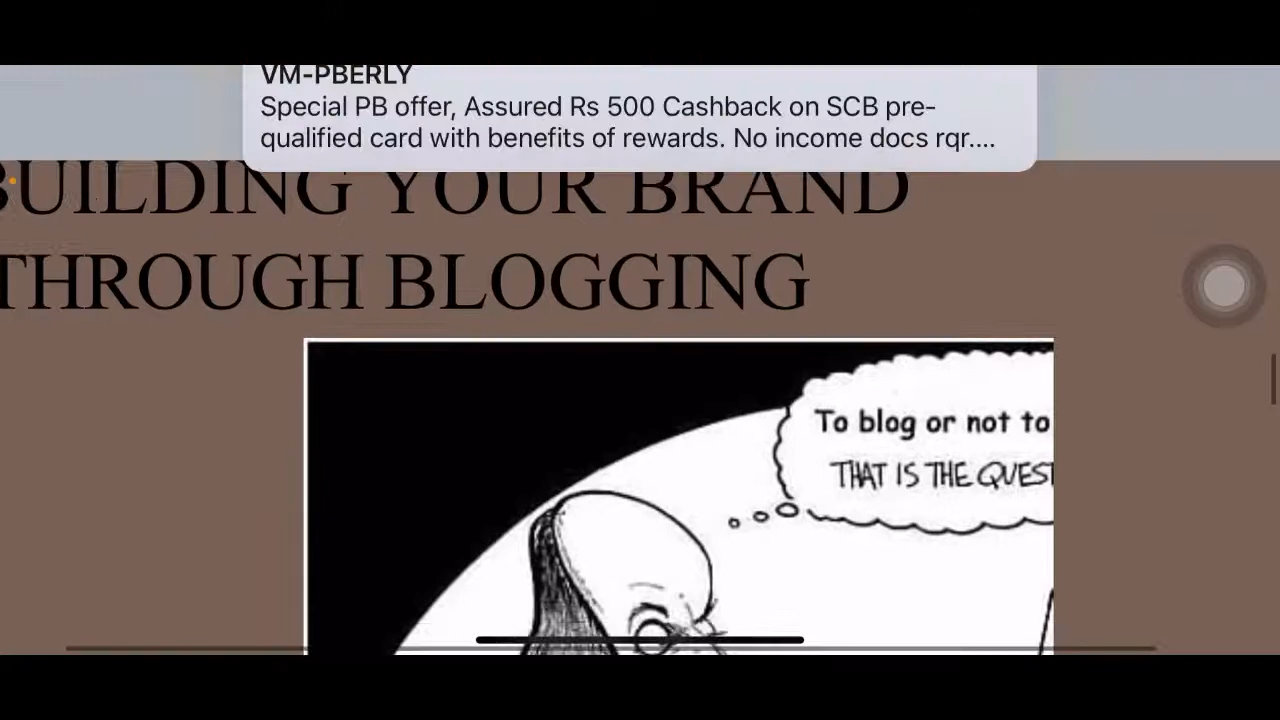 VM-PBERLY
Special PB offer, Assured Rs 500 Cashback on SCB pre-
qualified card with benefits of rewards. No income docs rqr....
BUILDING YOUR BRAND
THROUGH BLOGGING
To blog or not to
THAT IS THE QUEST